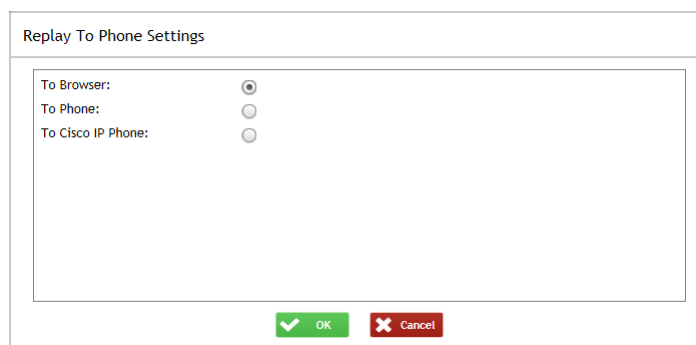 Replay To Phone Settings
To Browser:
To Phone:
To Cisco IP Phone:
OK Cancel